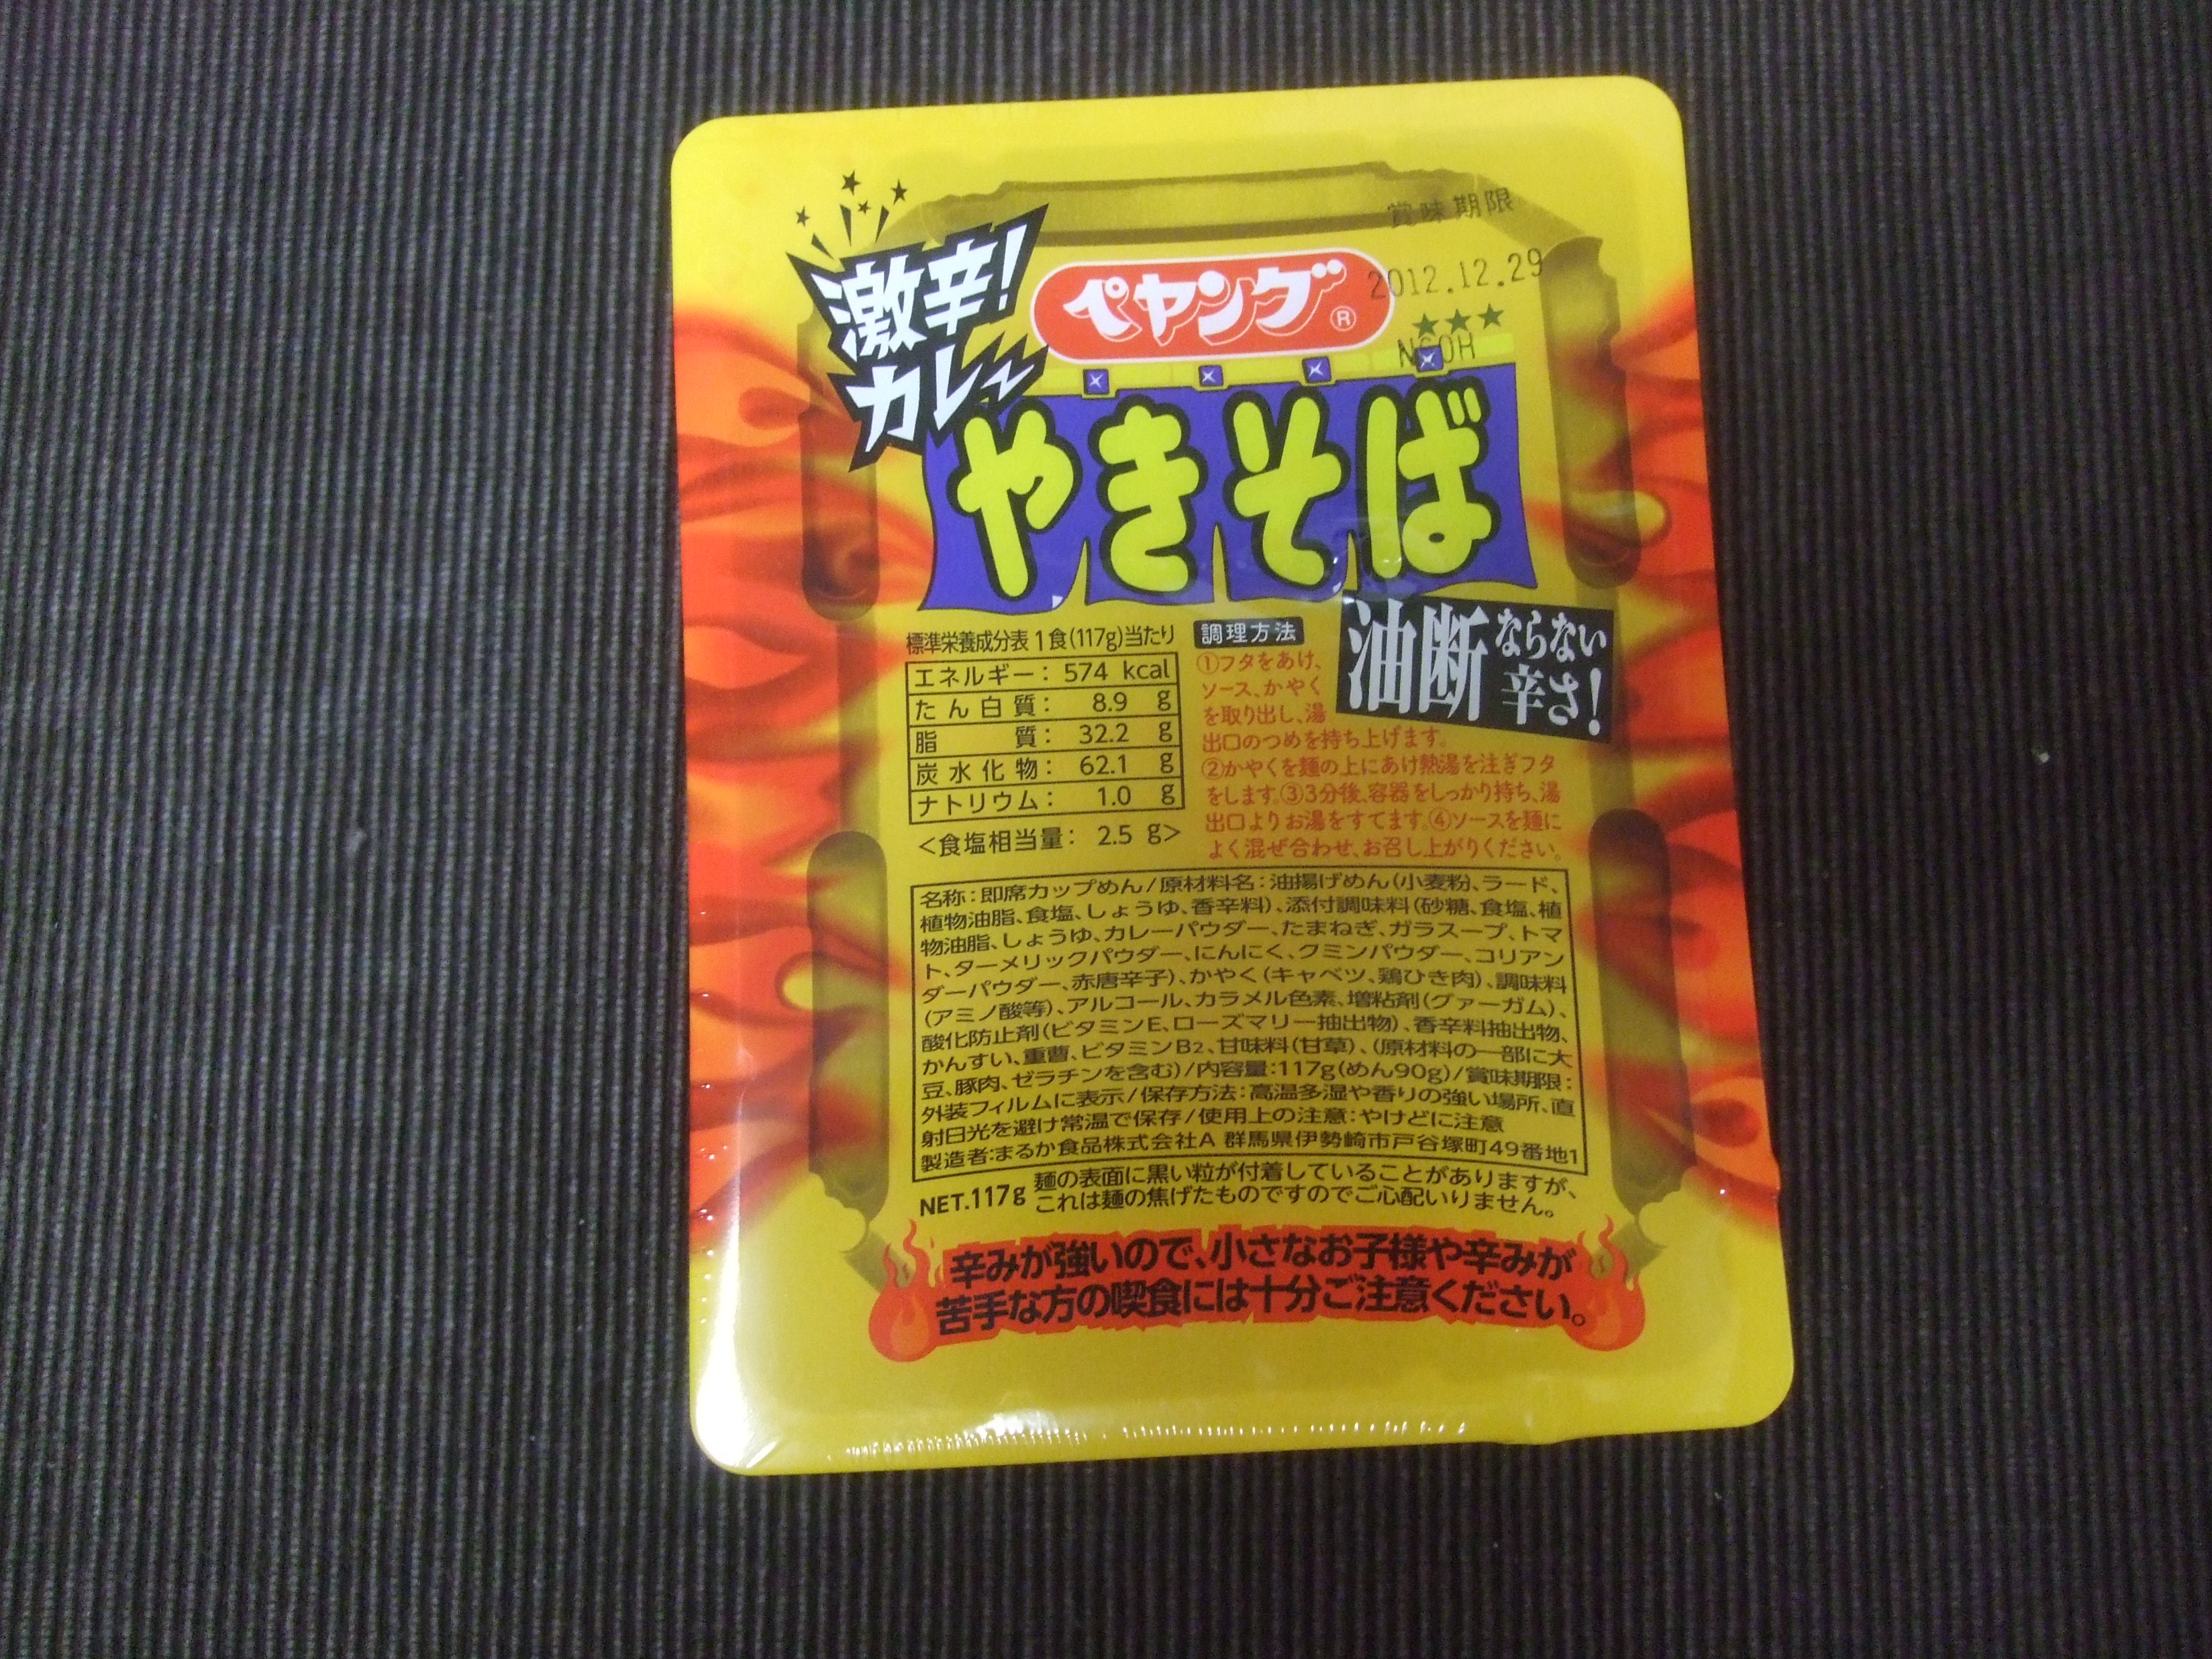 激辛!
カレー
ペヤング®
賞味期限
2012.12.29
やきそば
油断ならない
辛さ!
標準栄養成分表 1食(117g)当たり
エネルギー: 574 kcal
たん白質: 8.9 g
脂質: 32.2 g
炭水化物: 62.1 g
ナトリウム: 1.0 g
<食塩相当量: 2.5 g>
調理方法
①フタをあけ、
ソース、かやく
を取り出し、湯
出口のつめを持ち上げます。
②かやくを麺の上にあけ熱湯を注ぎフタ
をします。③3分後、容器をしっかり持ち、湯
出口よりお湯をすてます。④ソースを麺に
よく混ぜ合わせ、お召し上がりください。
名称:即席カップめん/原材料名:油揚げめん(小麦粉、ラード、
植物油脂、食塩、しょうゆ、香辛料)、添付調味料(砂糖、食塩、植
物油脂、しょうゆ、カレーパウダー、たまねぎ、ガラスープ、トマ
ト、ターメリックパウダー、にんにく、クミンパウダー、コリアン
ダーパウダー、赤唐辛子)、かやく(キャベツ、鶏ひき肉)、調味料
(アミノ酸等)、アルコール、カラメル色素、増粘剤(グァーガム)、
酸化防止剤(ビタミンE、ローズマリー抽出物)、香辛料抽出物、
かんすい、重曹、ビタミンB2、甘味料(甘草)、(原材料の一部に大
豆、豚肉、ゼラチンを含む)/内容量:117g(めん90g)/賞味期限:
外装フィルムに表示/保存方法:高温多湿や香りの強い場所、直
射日光を避け常温で保存/使用上の注意:やけどに注意
製造者:まるか食品株式会社A 群馬県伊勢崎市戸谷塚町49番地1
NET.117g 麺の表面に黒い粒が付着していることがありますが、
これは麺の焦げたものですのでご心配いりません。
辛みが強いので、小さなお子様や辛みが
苦手な方の喫食には十分ご注意ください。